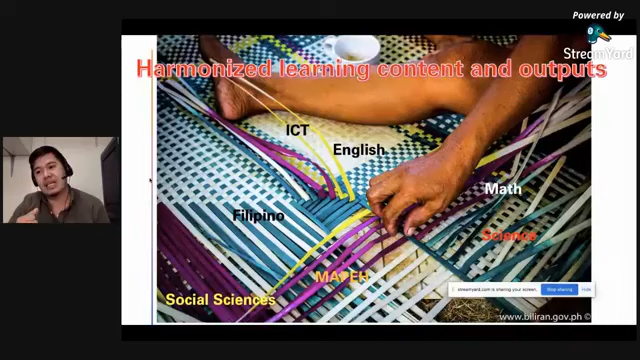 Powered by
StreamYard
Harmonized learning content and outputs
ICT
English
Math
Filipino
Science
MAPEH
Social Sciences
streamyard.com is sharing your screen.
Stop sharing
Hide
www.biliran.gov.ph ©